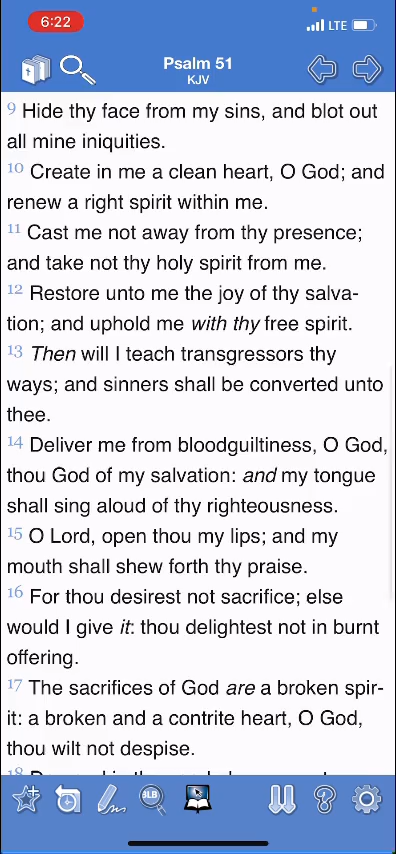 6:22
LTE
Psalm 51
KJV
9 Hide thy face from my sins, and blot out
all mine iniquities.
10 Create in me a clean heart, O God; and
renew a right spirit within me.
11 Cast me not away from thy presence;
and take not thy holy spirit from me.
12 Restore unto me the joy of thy salva-
tion; and uphold me with thy free spirit.
13 Then will I teach transgressors thy
ways; and sinners shall be converted unto
thee.
14 Deliver me from bloodguiltiness, O God,
thou God of my salvation: and my tongue
shall sing aloud of thy righteousness.
15 O Lord, open thou my lips; and my
mouth shall shew forth thy praise.
16 For thou desirest not sacrifice; else
would I give it: thou delightest not in burnt
offering.
17 The sacrifices of God are a broken spir-
it: a broken and a contrite heart, O God,
thou wilt not despise.
18
BLB